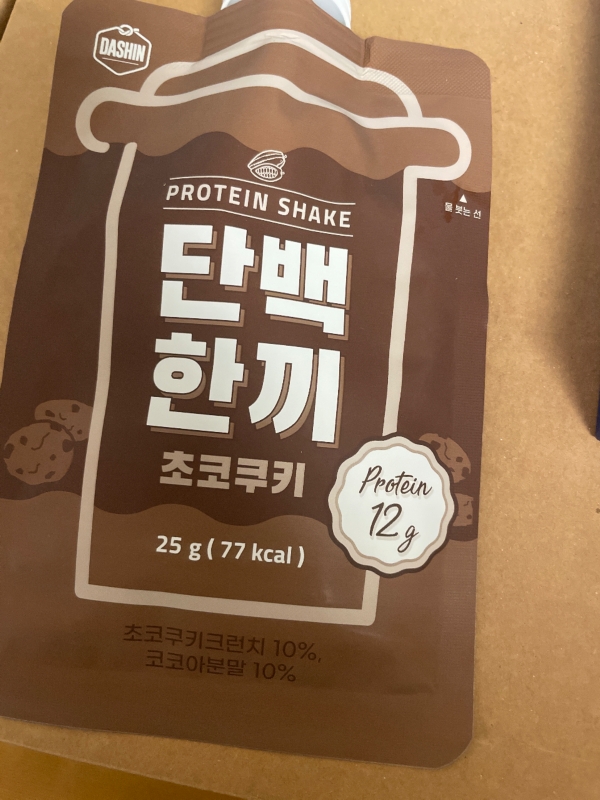 DASHIN
PROTEIN SHAKE
물 붓는 선
단백
한끼
초코쿠키
Protein
12g
25 g ( 77 kcal )
초코쿠키크런치 10%,
코코아분말 10%